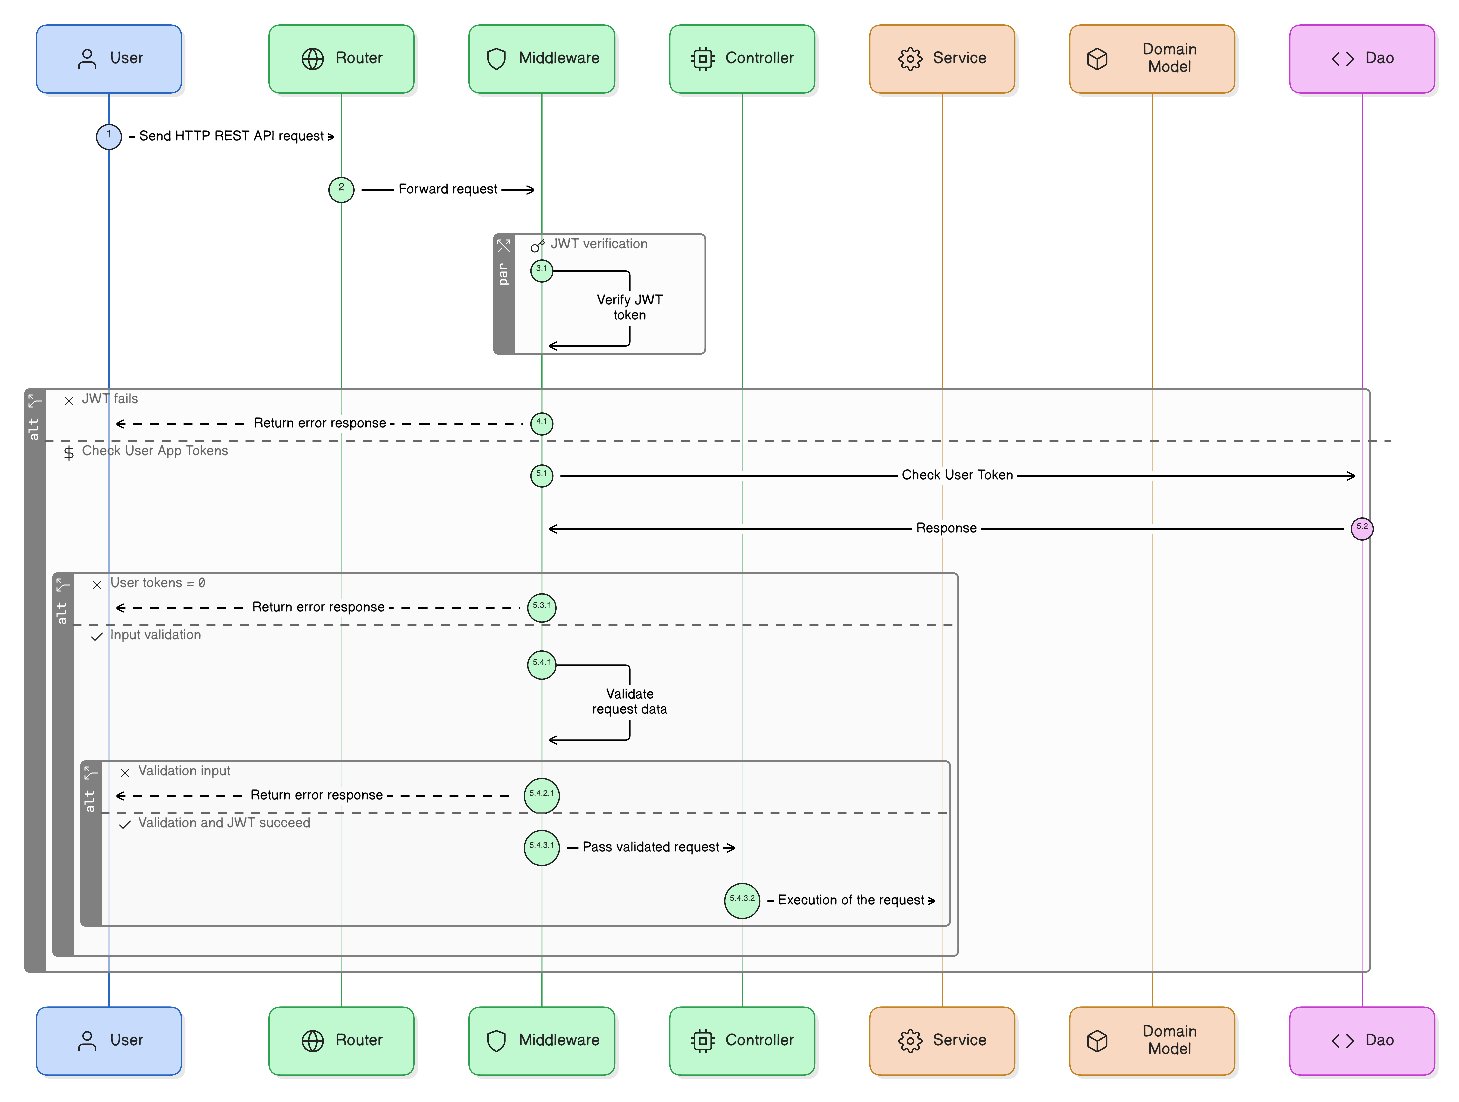 User
Router
Middleware
Controller
Service
Domain
Model
Dao
1
Send HTTP REST API request
2
Forward request
par
JWT verification
3.1
Verify JWT
token
alt
JWT fails
4.1
Return error response
$ Check User App Tokens
5.1
Check User Token
5.2
Response
alt
User tokens = 0
5.3.1
Return error response
Input validation
5.4.1
Validate
request data
alt
Validation input
5.4.2.1
Return error response
Validation and JWT succeed
5.4.3.1
Pass validated request
5.4.3.2
Execution of the request
User
Router
Middleware
Controller
Service
Domain
Model
Dao